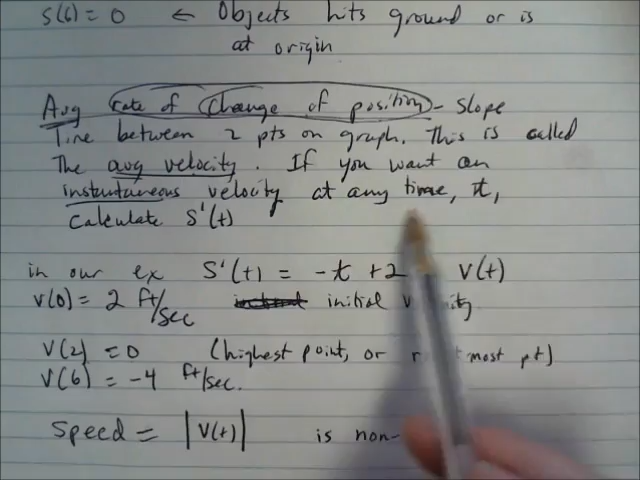 s(6) = 0 ← Objects hits ground or is
at origin
Avg rate of change of position - slope
line between 2 pts on graph. This is called
The avg velocity. If you want an
instantaneous velocity at any time, t,
calculate S'(t)
in our ex S'(t) = -t + 2 V(t)
V(0) = 2 ft/sec initial
V(2) = 0 (highest point, or most pt)
V(6) = -4 ft/sec.
Speed = |V(t)| is non-